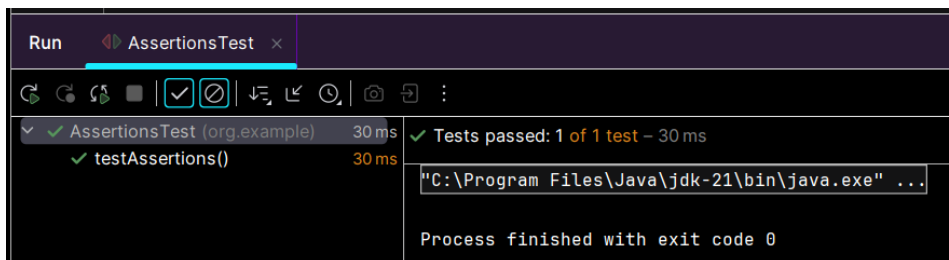 Run AssertionsTest ×
AssertionsTest (org.example) 30 ms
testAssertions() 30 ms
Tests passed: 1 of 1 test – 30 ms
"C:\Program Files\Java\jdk-21\bin\java.exe" ...
Process finished with exit code 0